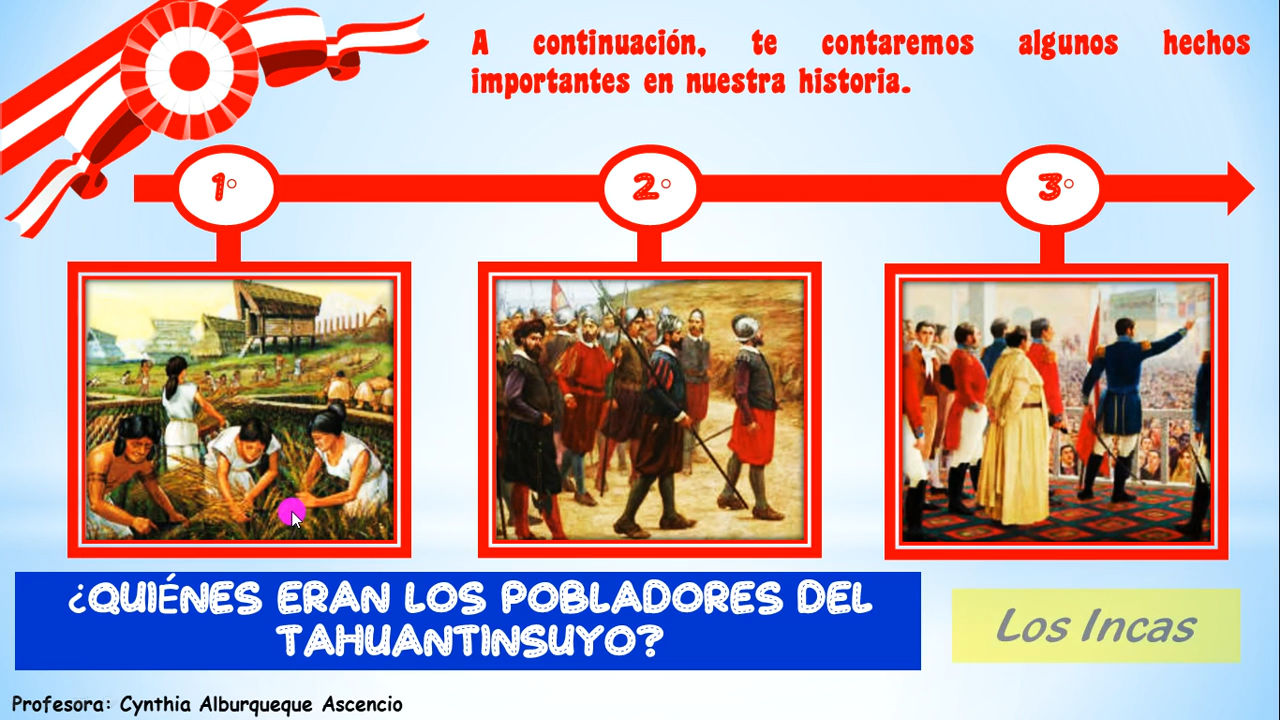 A continuación, te contaremos algunos hechos
importantes en nuestra historia.
1°
2°
3°
¿QUIÉNES ERAN LOS POBLADORES DEL
TAHUANTINSUYO?
Los Incas
Profesora: Cynthia Alburqueque Ascencio